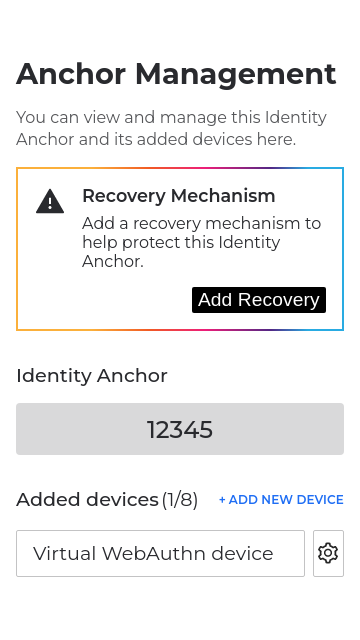 Anchor Management
You can view and manage this Identity
Anchor and its added devices here.
Recovery Mechanism
Add a recovery mechanism to
help protect this Identity
Anchor.
Add Recovery
Identity Anchor
12345
Added devices (1/8) + ADD NEW DEVICE
Virtual WebAuthn device